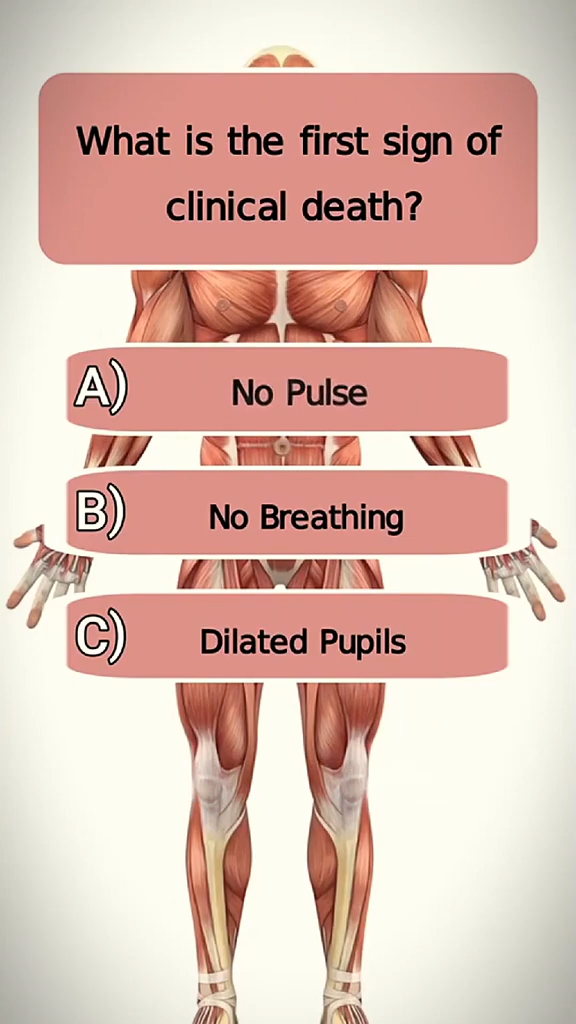 What is the first sign of
clinical death?
A) No Pulse
B) No Breathing
C) Dilated Pupils